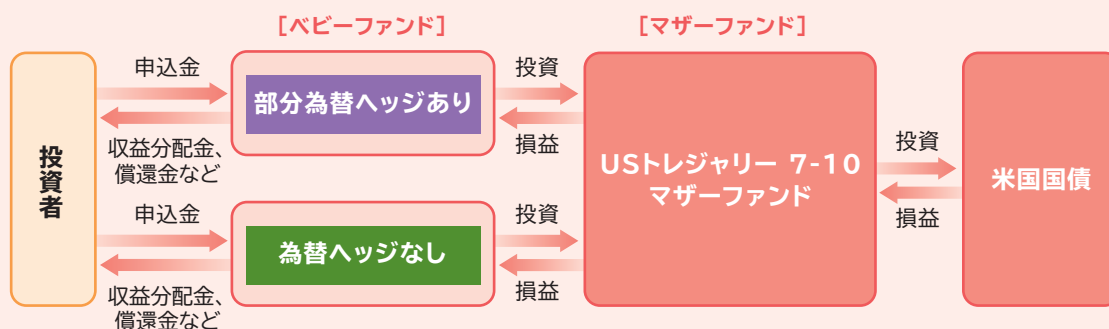 [ベビーファンド]
[マザーファンド]
投資者
申込金
収益分配金、
償還金など
部分為替ヘッジあり
投資
損益
申込金
収益分配金、
償還金など
為替ヘッジなし
投資
損益
USトレジャリー 7-10
マザーファンド
投資
損益
米国国債